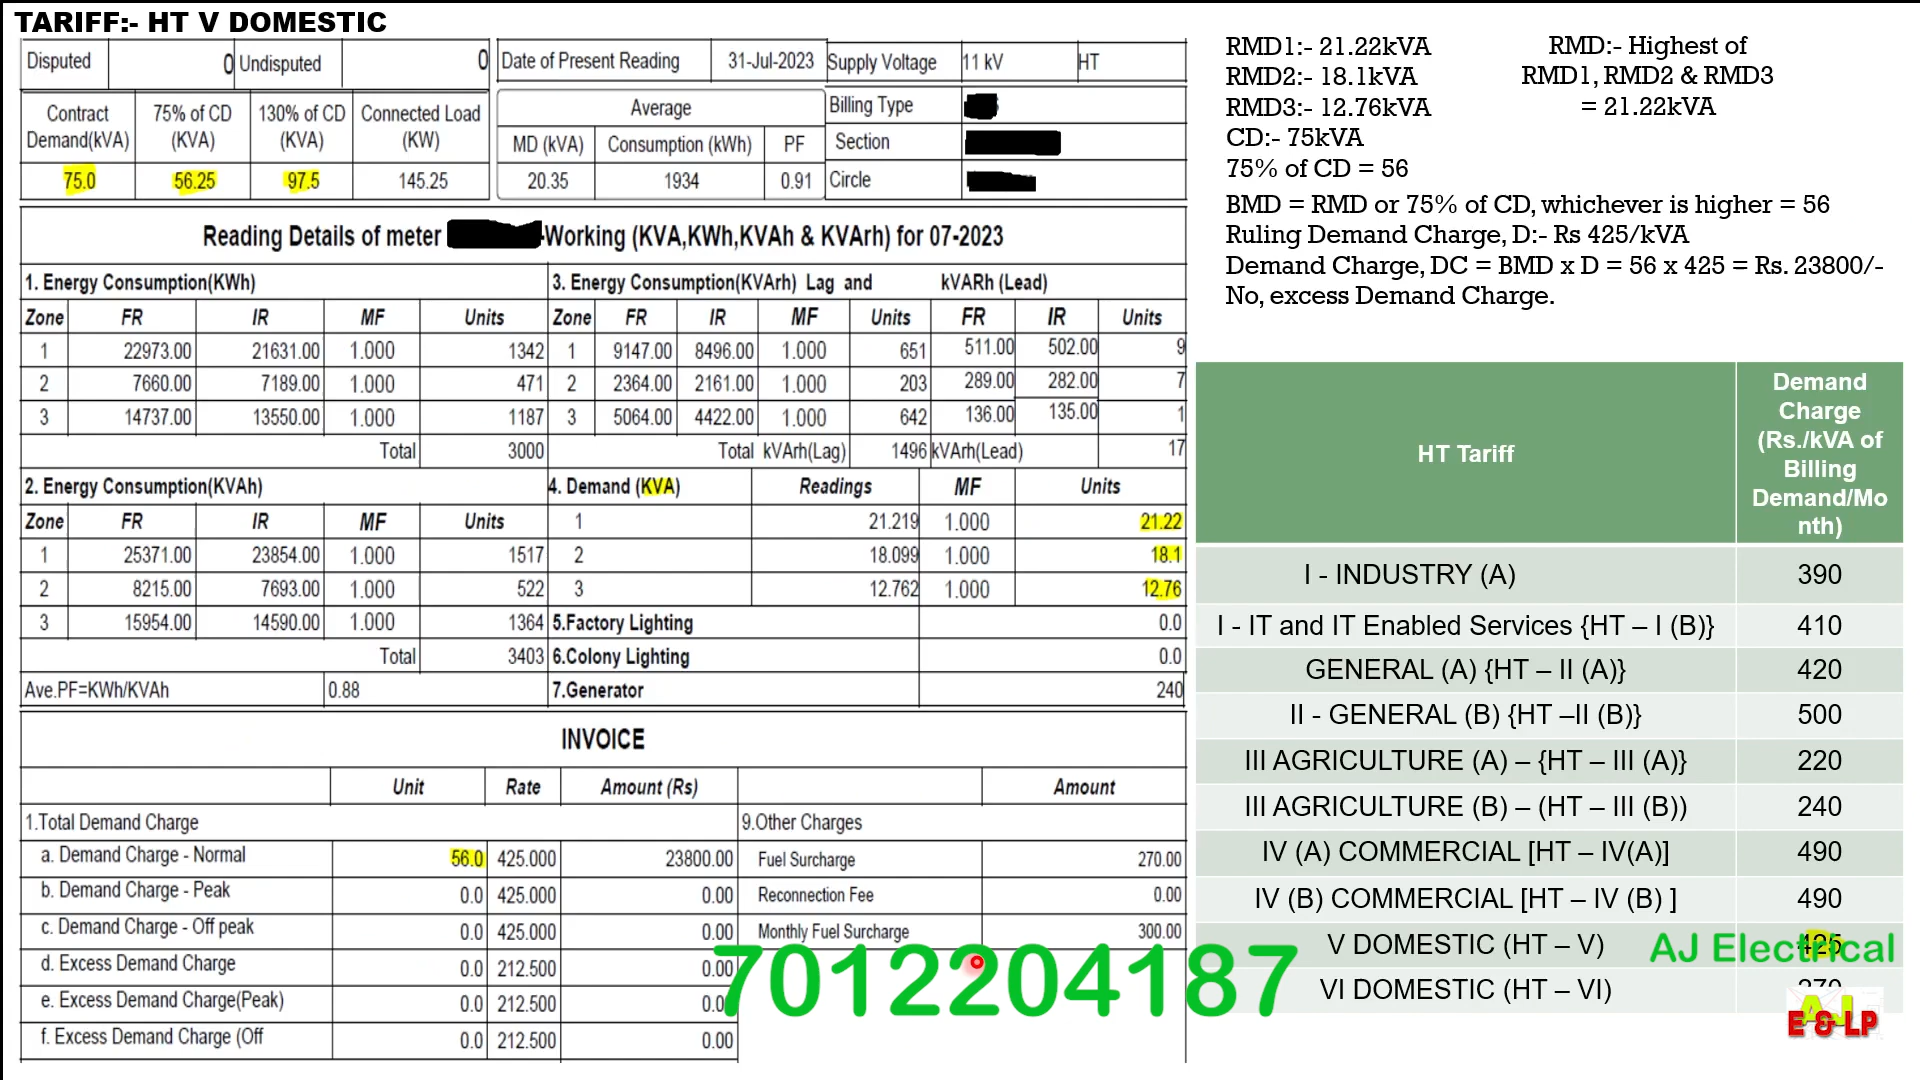 TARIFF:- HT V DOMESTIC
Disputed 0 Undisputed 0
Date of Present Reading 31-Jul-2023 Supply Voltage 11 kV HT
Contract Demand(kVA) 75% of CD (KVA) 130% of CD (KVA) Connected Load (KW)
75.0 56.25 97.5 145.25
Average
MD (kVA) Consumption (kWh) PF
20.35 1934 0.91
Billing Type
Section
Circle
Reading Details of meter -Working (KVA,KWh,KVAh & KVArh) for 07-2023
1. Energy Consumption(KWh)
Zone FR IR MF Units
1 22973.00 21631.00 1.000 1342
2 7660.00 7189.00 1.000 471
3 14737.00 13550.00 1.000 1187
Total 3000
3. Energy Consumption(KVArh) Lag and kVARh (Lead)
Zone FR IR MF Units FR IR Units
1 9147.00 8496.00 1.000 651 511.00 502.00 9
2 2364.00 2161.00 1.000 203 289.00 282.00 7
3 5064.00 4422.00 1.000 642 136.00 135.00 1
Total kVArh(Lag) 1496 kVArh(Lead) 17
2. Energy Consumption(KVAh)
Zone FR IR MF Units
1 25371.00 23854.00 1.000 1517
2 8215.00 7693.00 1.000 522
3 15954.00 14590.00 1.000 1364
Total 3403
Ave.PF=KWh/KVAh 0.88
4. Demand (KVA) Readings MF Units
1 21.219 1.000 21.22
2 18.099 1.000 18.1
3 12.762 1.000 12.76
5.Factory Lighting 0.0
6.Colony Lighting 0.0
7.Generator 240
INVOICE
Unit Rate Amount (Rs) Amount
1.Total Demand Charge
a. Demand Charge - Normal 56.0 425.000 23800.00
b. Demand Charge - Peak 0.0 425.000 0.00
c. Demand Charge - Off peak 0.0 425.000 0.00
d. Excess Demand Charge 0.0 212.500 0.00
e. Excess Demand Charge(Peak) 0.0 212.500 0.00
f. Excess Demand Charge (Off 0.0 212.500 0.00
9.Other Charges
Fuel Surcharge 270.00
Reconnection Fee 0.00
Monthly Fuel Surcharge 300.00
7012204187
RMD1:- 21.22kVA
RMD2:- 18.1kVA
RMD3:- 12.76kVA
CD:- 75kVA
75% of CD = 56
RMD:- Highest of
RMD1, RMD2 & RMD3
= 21.22kVA
BMD = RMD or 75% of CD, whichever is higher = 56
Ruling Demand Charge, D:- Rs 425/kVA
Demand Charge, DC = BMD x D = 56 x 425 = Rs. 23800/-
No, excess Demand Charge.
HT Tariff
Demand
Charge
(Rs./kVA of
Billing
Demand/Mo
nth)
I - INDUSTRY (A) 390
I - IT and IT Enabled Services {HT – I (B)} 410
GENERAL (A) {HT – II (A)} 420
II - GENERAL (B) {HT –II (B)} 500
III AGRICULTURE (A) – {HT – III (A)} 220
III AGRICULTURE (B) – (HT – III (B)) 240
IV (A) COMMERCIAL [HT – IV(A)] 490
IV (B) COMMERCIAL [HT – IV (B) ] 490
V DOMESTIC (HT – V) 425
AJ Electrical
VI DOMESTIC (HT – VI)
AJ
E & LP